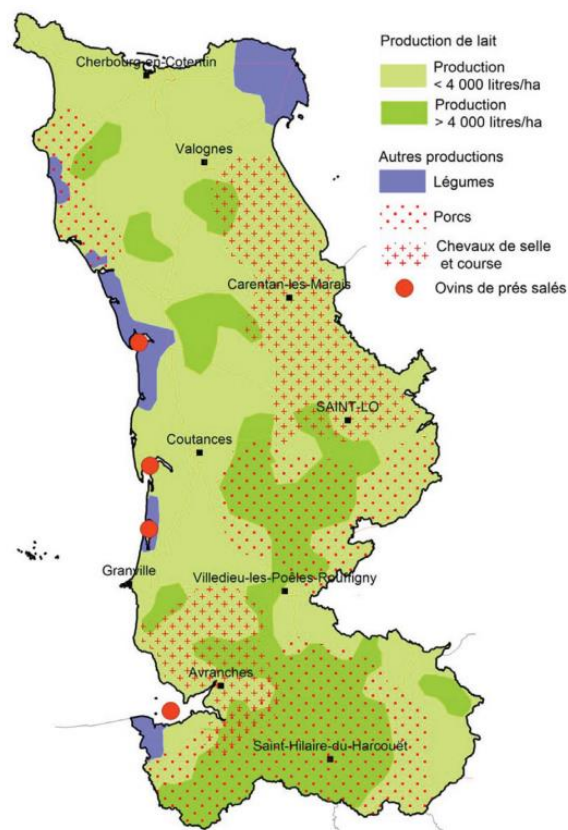 Production de lait
Production
< 4 000 litres/ha
Production
> 4 000 litres/ha
Autres productions
Légumes
Porcs
Chevaux de selle
et course
Ovins de prés salés
Cherbourg-en-Cotentin
Valognes
Carentan-les-Marais
SAINT-LO
Coutances
Granville
Villedieu-les-Poêles-Rouffigny
Avranches
Saint-Hilaire-du-Harcouët